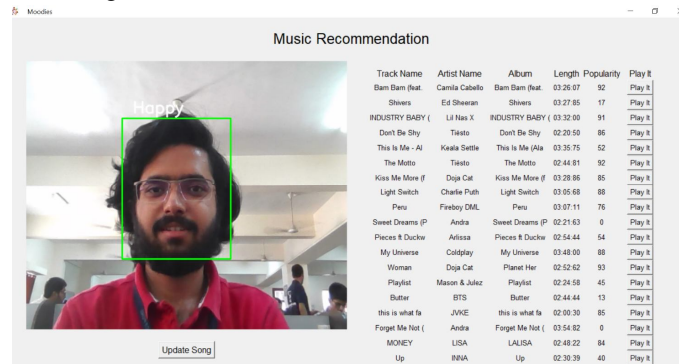 Moodies
Music Recommendation
Happy
Update Song
Track Name Artist Name Album Length Popularity Play It
Bam Bam (feat. Camila Cabello Bam Bam (feat. 03:26:07 92 Play It
Shivers Ed Sheeran Shivers 03:27:85 17 Play It
INDUSTRY BABY ( Lil Nas X INDUSTRY BABY ( 03:32:00 91 Play It
Don't Be Shy Tiësto Don't Be Shy 02:20:50 86 Play It
This Is Me - Al Keala Settle This Is Me (Ala 03:35:75 52 Play It
The Motto Tiësto The Motto 02:44:81 92 Play It
Kiss Me More (f Doja Cat Kiss Me More (f 03:28:86 85 Play It
Light Switch Charlie Puth Light Switch 03:05:68 88 Play It
Peru Fireboy DML Peru 03:07:11 76 Play It
Sweet Dreams (P Andra Sweet Dreams (P 02:21:63 0 Play It
Pieces ft Duckw Arlissa Pieces ft Duckw 02:54:44 54 Play It
My Universe Coldplay My Universe 03:48:00 88 Play It
Woman Doja Cat Planet Her 02:52:62 93 Play It
Playlist Mason & Julez Playlist 02:24:58 45 Play It
Butter BTS Butter 02:44:44 13 Play It
this is what fa JVKE this is what fa 02:00:30 85 Play It
Forget Me Not ( Andra Forget Me Not ( 03:54:82 0 Play It
MONEY LISA LALISA 02:48:22 84 Play It
Up INNA Up 02:30:39 40 Play It